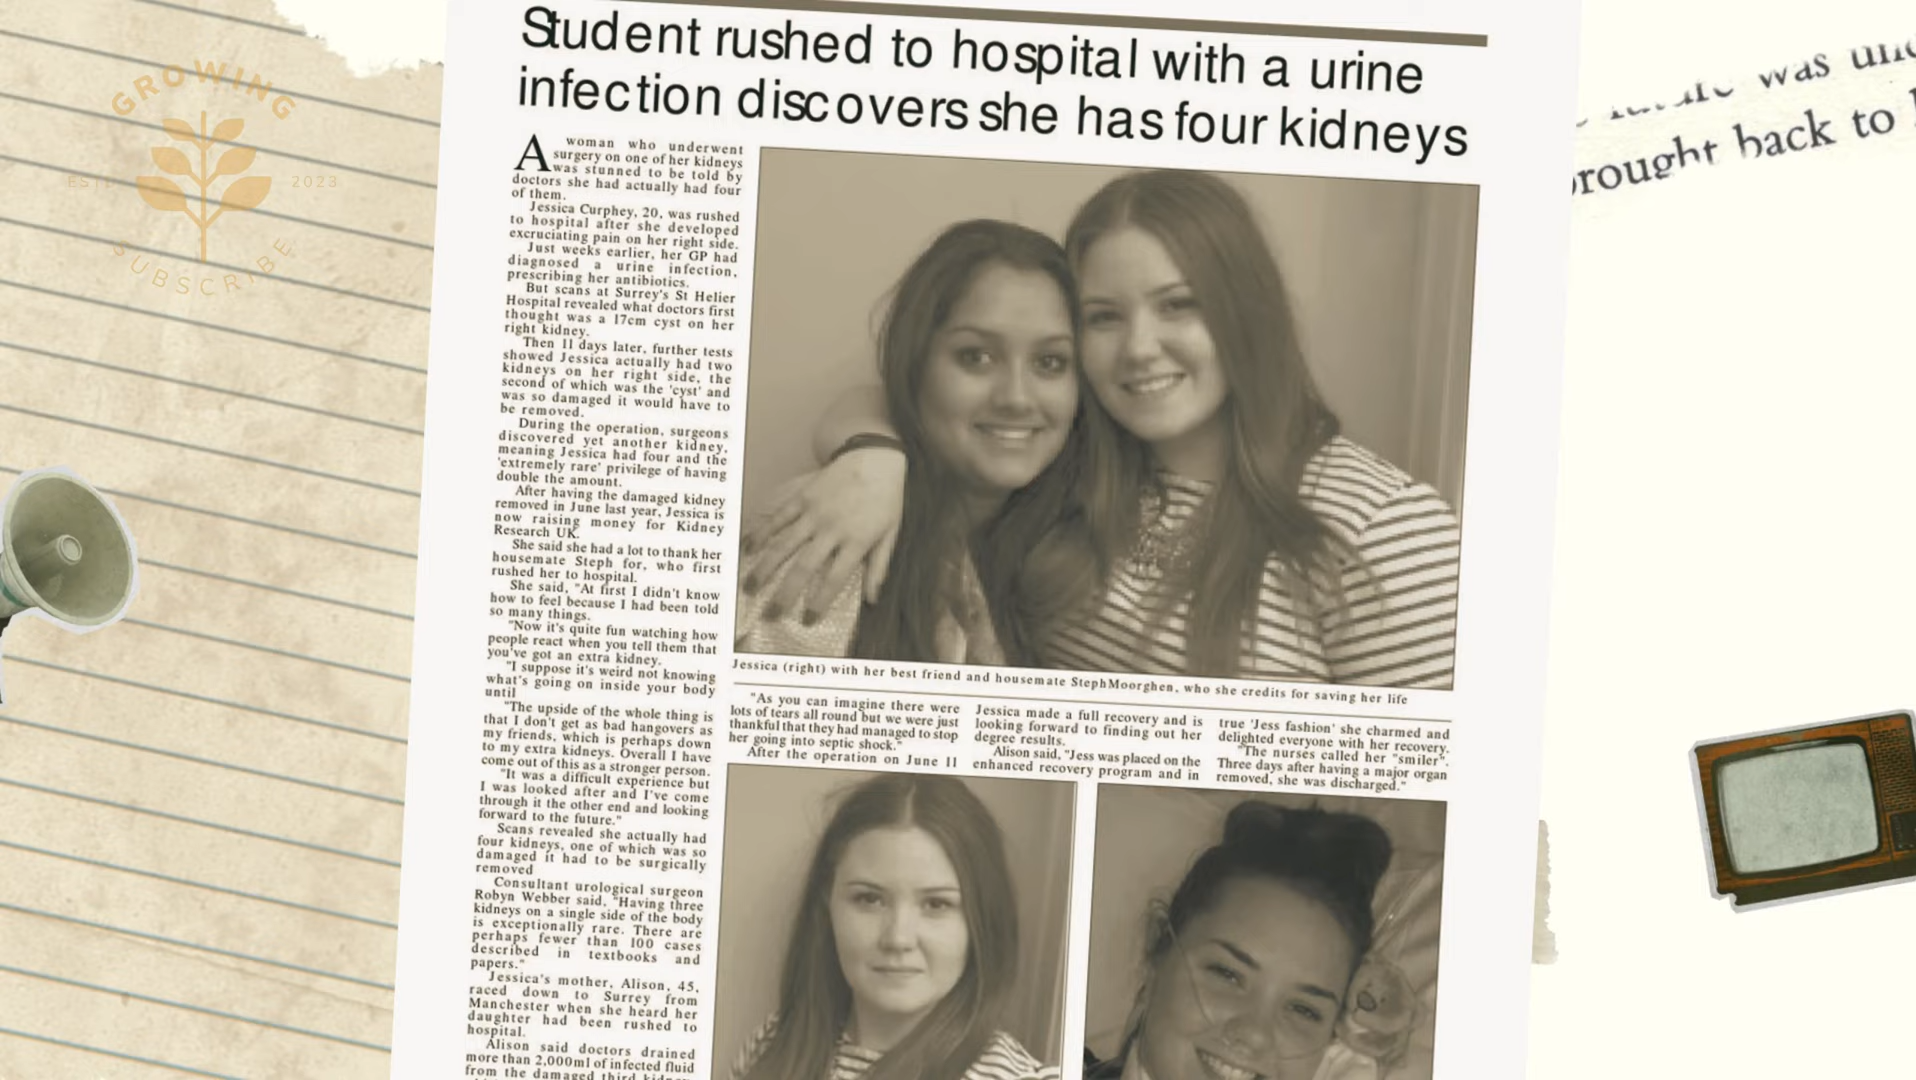 GROWING
ESTD 2023
SUBSCRIBE
Student rushed to hospital with a urine
infection discovers she has four kidneys
A woman who underwent
surgery on one of her kidneys
was stunned to be told by
doctors she had actually had four
of them.
Jessica Curphey, 20, was rushed
to hospital after she developed
excruciating pain on her right side.
Just weeks earlier, her GP had
diagnosed a urine infection,
prescribing her antibiotics.
But scans at Surrey's St Helier
Hospital revealed what doctors first
thought was a 17cm cyst on her
right kidney.
Then 11 days later, further tests
showed Jessica actually had two
kidneys on her right side, the
second of which was the 'cyst' and
was so damaged it would have to
be removed.
During the operation, surgeons
discovered yet another kidney,
meaning Jessica had four and the
'extremely rare' privilege of having
double the amount.
After having the damaged kidney
removed in June last year, Jessica is
now raising money for Kidney
Research UK.
She said she had a lot to thank her
housemate Steph for, who first
rushed her to hospital.
She said, "At first I didn't know
how to feel because I had been told
so many things.
"Now it's quite fun watching how
people react when you tell them that
you've got an extra kidney.
"I suppose it's weird not knowing
what's going on inside your body
until
"The upside of the whole thing is
that I don't get as bad hangovers as
my friends, which is perhaps down
to my extra kidneys. Overall I have
come out of this as a stronger person.
"It was a difficult experience but
I was looked after and I've come
through it the other end and looking
forward to the future."
Scans revealed she actually had
four kidneys, one of which was so
damaged it had to be surgically
removed
Consultant urological surgeon
Robyn Webber said, "Having three
kidneys on a single side of the body
is exceptionally rare. There are
perhaps fewer than 100 cases
described in textbooks and
papers."
Jessica's mother, Alison, 45,
raced down to Surrey from
Manchester when she heard her
daughter had been rushed to
hospital.
Alison said doctors drained
more than 2,000ml of infected fluid
from the damaged third kidney
Jessica (right) with her best friend and housemate StephMoorghen, who she credits for saving her life
"As you can imagine there were
lots of tears all round but we were just
thankful that they had managed to stop
her going into septic shock."
After the operation on June 11
Jessica made a full recovery and is
looking forward to finding out her
degree results.
Alison said, "Jess was placed on the
enhanced recovery program and in
true 'Jess fashion' she charmed and
delighted everyone with her recovery.
"The nurses called her "smiler".
Three days after having a major organ
removed, she was discharged."
was
rought back to